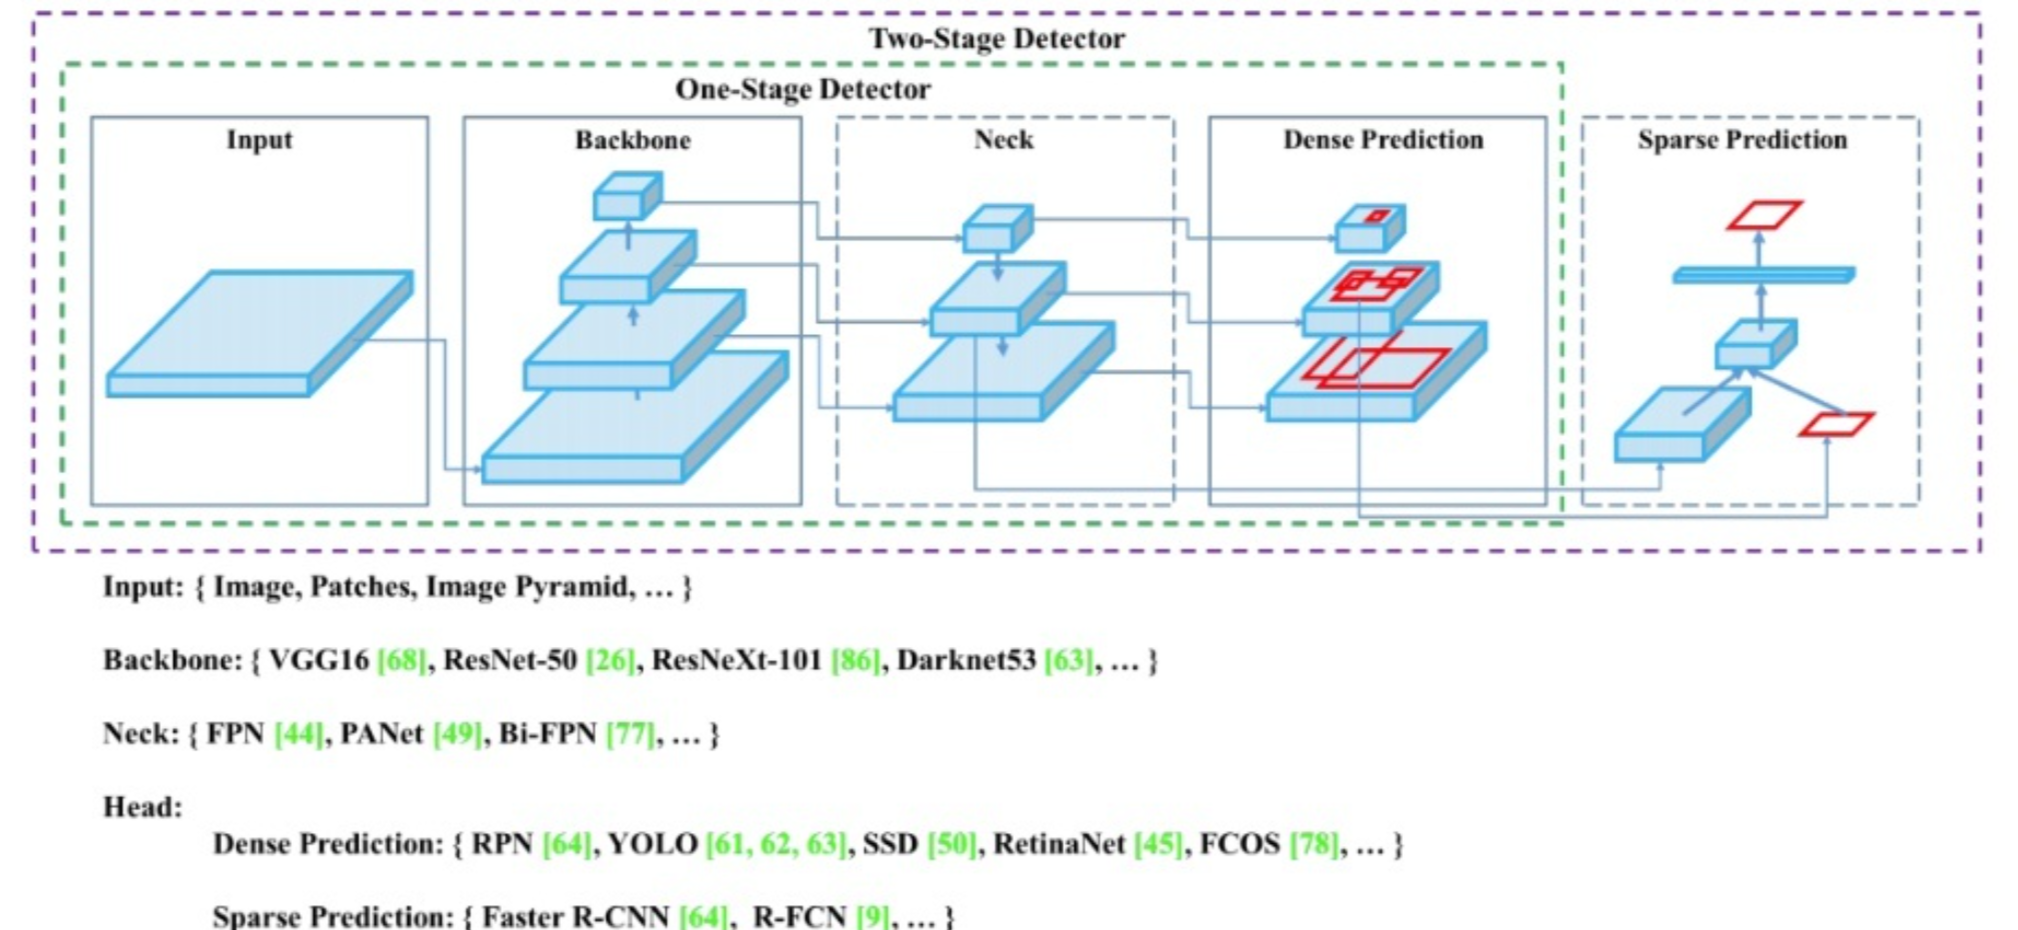 Two-Stage Detector
One-Stage Detector
Input
Backbone
Neck
Dense Prediction
Sparse Prediction
Input: { Image, Patches, Image Pyramid, … }
Backbone: { VGG16 [68], ResNet-50 [26], ResNeXt-101 [86], Darknet53 [63], … }
Neck: { FPN [44], PANet [49], Bi-FPN [77], … }
Head:
Dense Prediction: { RPN [64], YOLO [61, 62, 63], SSD [50], RetinaNet [45], FCOS [78], … }
Sparse Prediction: { Faster R-CNN [64], R-FCN [9], … }